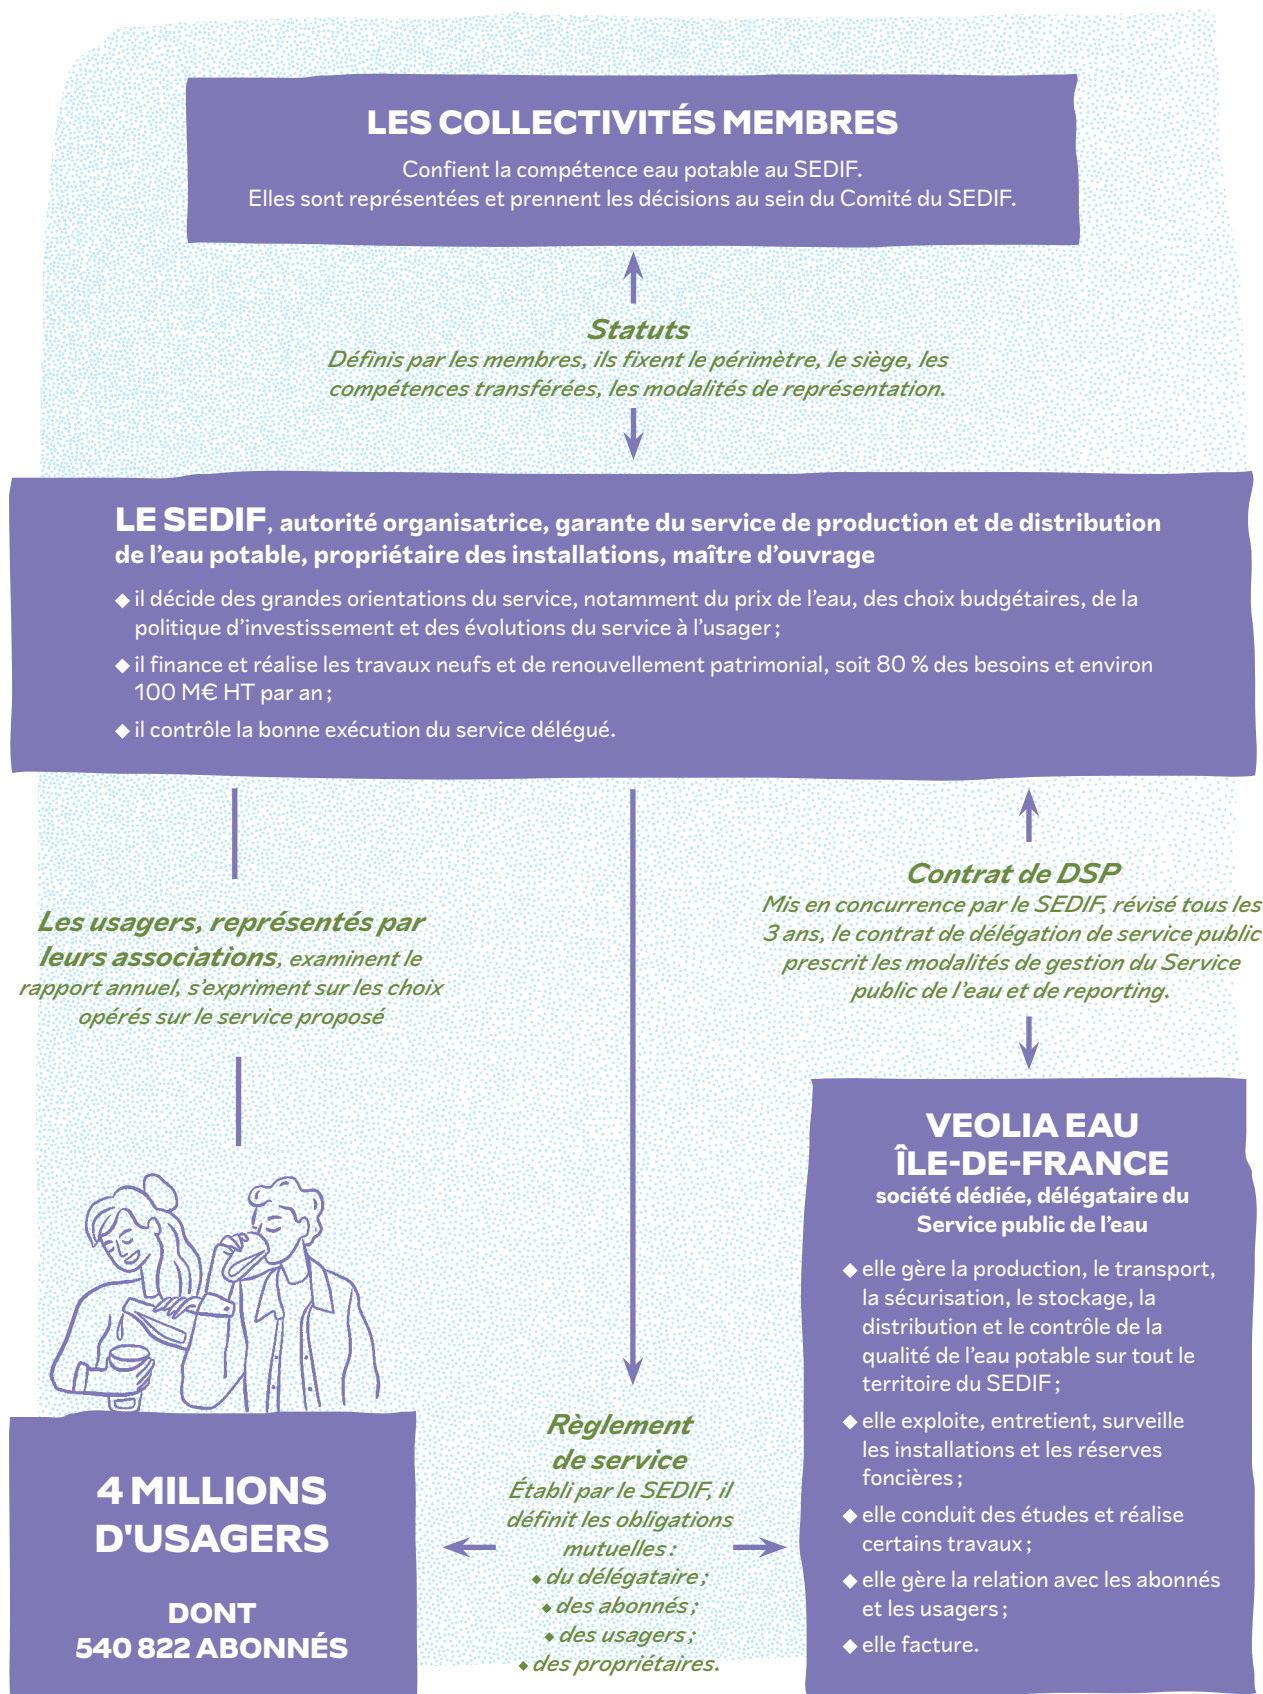 LES COLLECTIVITÉS MEMBRES
Confient la compétence eau potable au SEDIF.
Elles sont représentées et prennent les décisions au sein du Comité du SEDIF.
Statuts
Définis par les membres, ils fixent le périmètre, le siège, les
compétences transférées, les modalités de représentation.
LE SEDIF, autorité organisatrice, garante du service de production et de distribution
de l'eau potable, propriétaire des installations, maître d'ouvrage
◆ il décide des grandes orientations du service, notamment du prix de l'eau, des choix budgétaires, de la
politique d'investissement et des évolutions du service à l'usager ;
◆ il finance et réalise les travaux neufs et de renouvellement patrimonial, soit 80 % des besoins et environ
100 M€ HT par an ;
◆ il contrôle la bonne exécution du service délégué.
Les usagers, représentés par
leurs associations, examinent le
rapport annuel, s'expriment sur les choix
opérés sur le service proposé
Contrat de DSP
Mis en concurrence par le SEDIF, révisé tous les
3 ans, le contrat de délégation de service public
prescrit les modalités de gestion du Service
public de l'eau et de reporting.
4 MILLIONS
D'USAGERS
DONT
540 822 ABONNÉS
Règlement
de service
Établi par le SEDIF, il
définit les obligations
mutuelles :
◆ du délégataire ;
◆ des abonnés ;
◆ des usagers ;
◆ des propriétaires.
VEOLIA EAU
ÎLE-DE-FRANCE
société dédiée, délégataire du
Service public de l'eau
◆ elle gère la production, le transport,
la sécurisation, le stockage, la
distribution et le contrôle de la
qualité de l'eau potable sur tout le
territoire du SEDIF ;
◆ elle exploite, entretient, surveille
les installations et les réserves
foncières ;
◆ elle conduit des études et réalise
certains travaux ;
◆ elle gère la relation avec les abonnés
et les usagers ;
◆ elle facture.